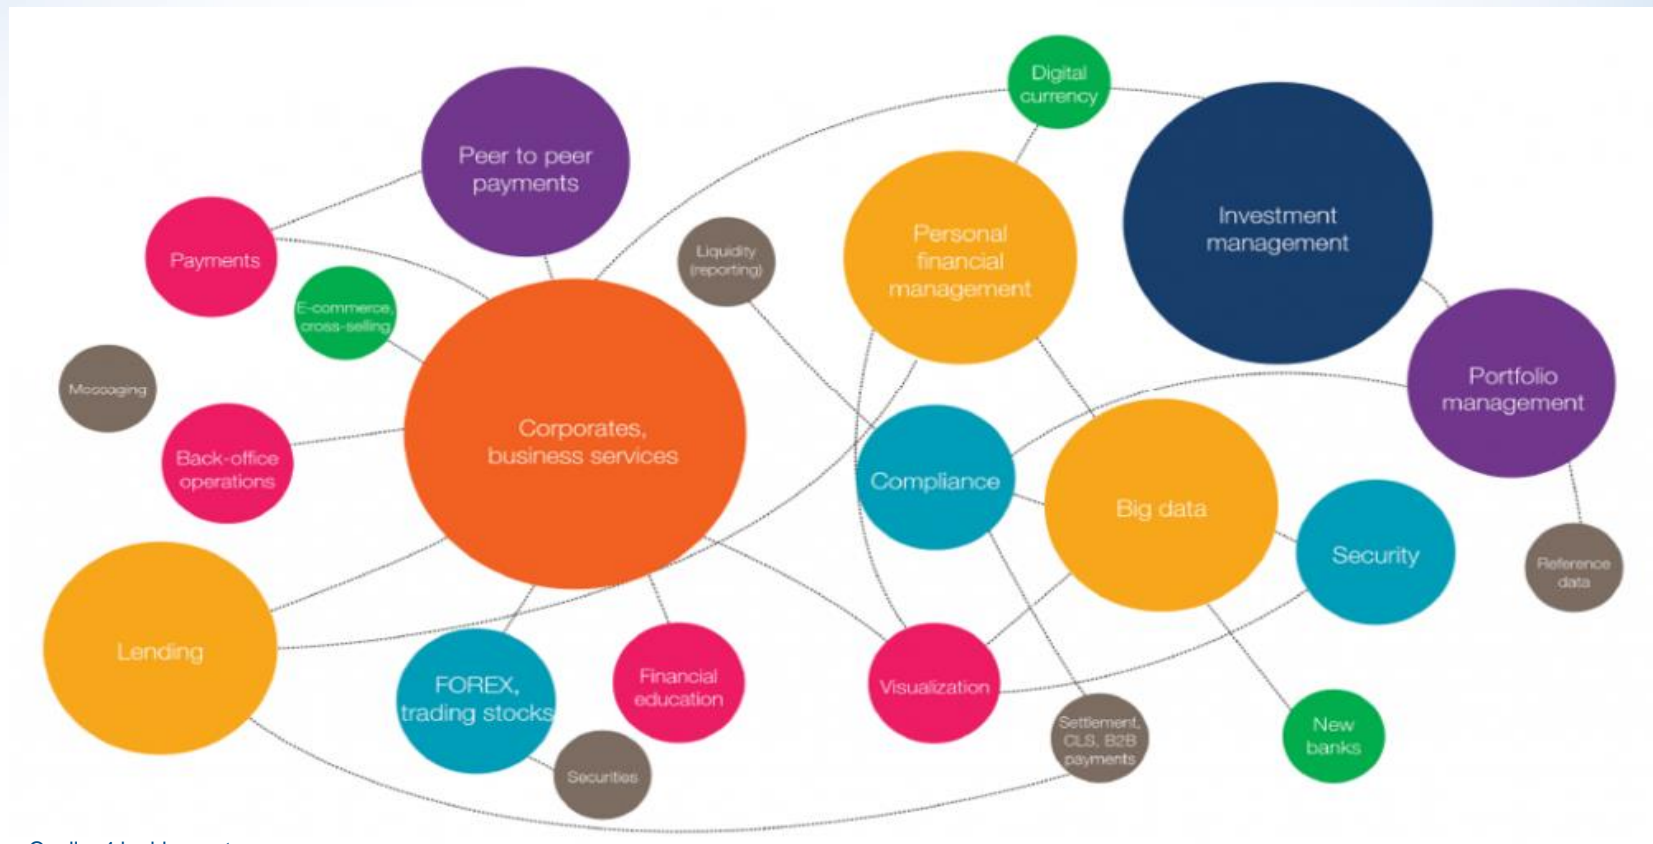 Digital
currency
Peer to peer
payments
Investment
management
Personal
financial
management
Liquidity
(reporting)
Payments
E-commerce,
cross-selling
Portfolio
management
Corporates,
business services
Back-office
operations
Compliance
Big data
Security
Reference
data
Lending
FOREX,
trading stocks
Financial
education
Visualization
Settlement,
CLS, B2B
payments
New
banks
Securities